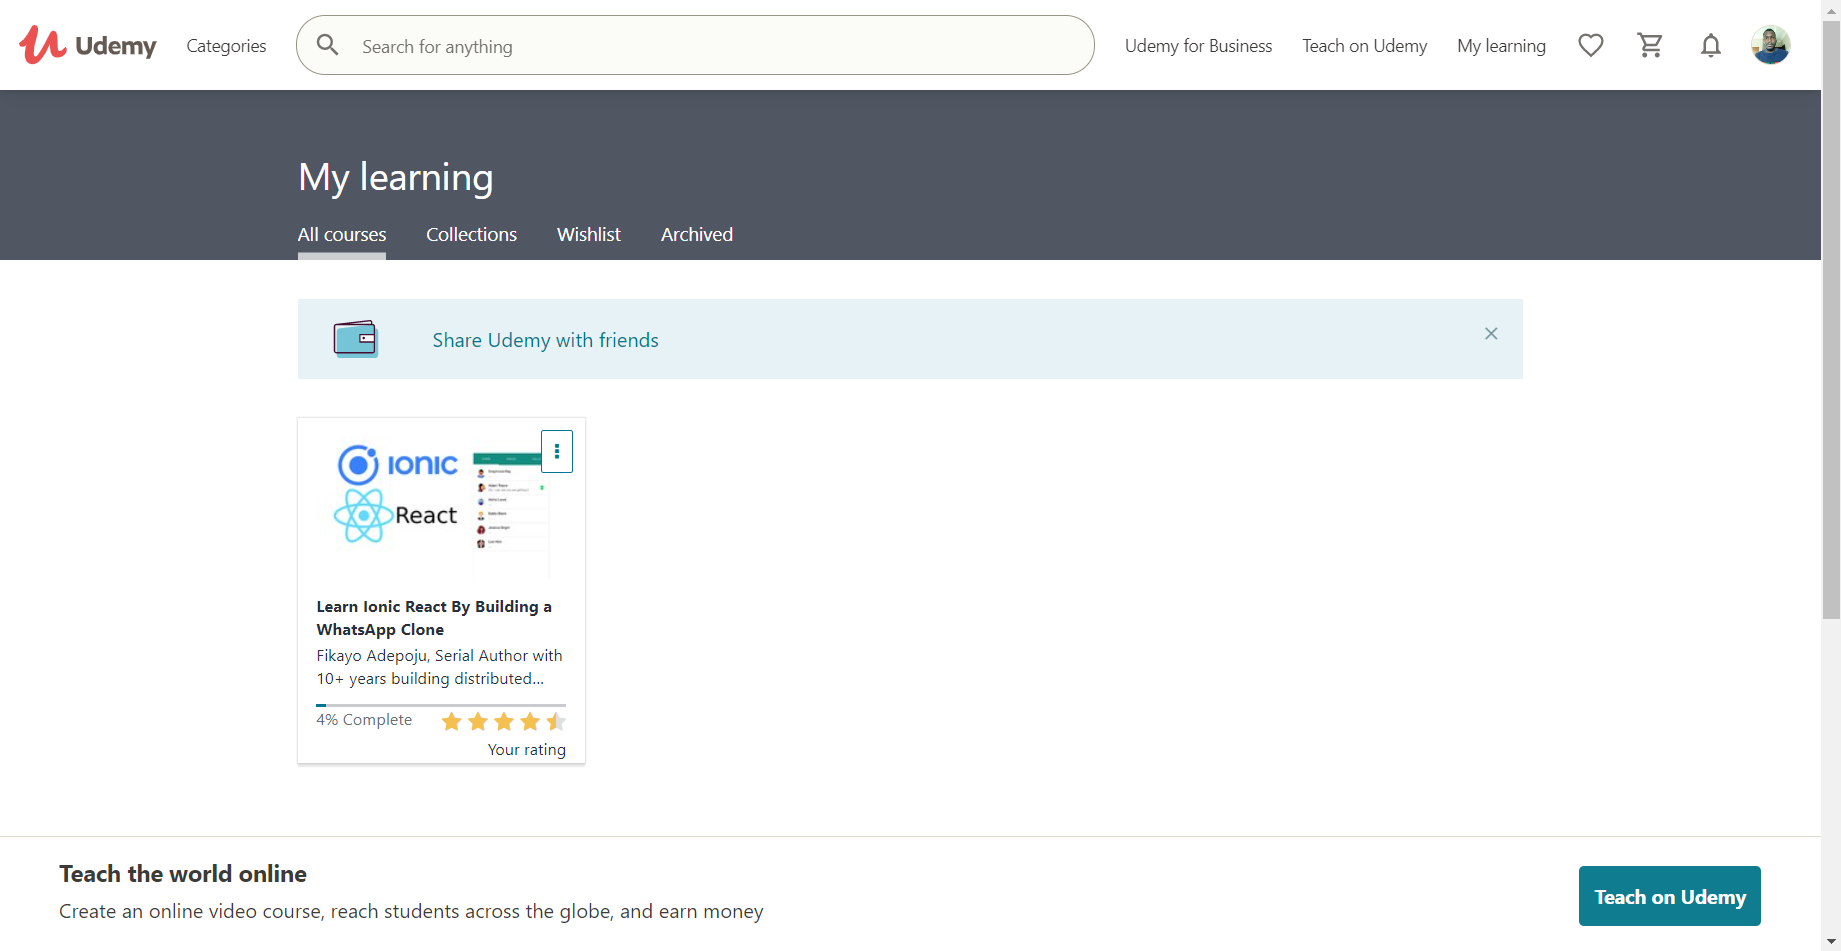 Udemy
Categories
Search for anything
Udemy for Business
Teach on Udemy
My learning
My learning
All courses
Collections
Wishlist
Archived
Share Udemy with friends
IONIC
React
Learn Ionic React By Building a
WhatsApp Clone
Fikayo Adepoju, Serial Author with
10+ years building distributed...
4% Complete
Your rating
Teach the world online
Create an online video course, reach students across the globe, and earn money
Teach on Udemy